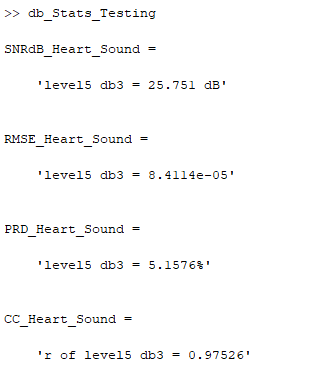 >> db_Stats_Testing
SNRdB_Heart_Sound =
'level5 db3 = 25.751 dB'
RMSE_Heart_Sound =
'level5 db3 = 8.4114e-05'
PRD_Heart_Sound =
'level5 db3 = 5.1576%'
CC_Heart_Sound =
'r of level5 db3 = 0.97526'